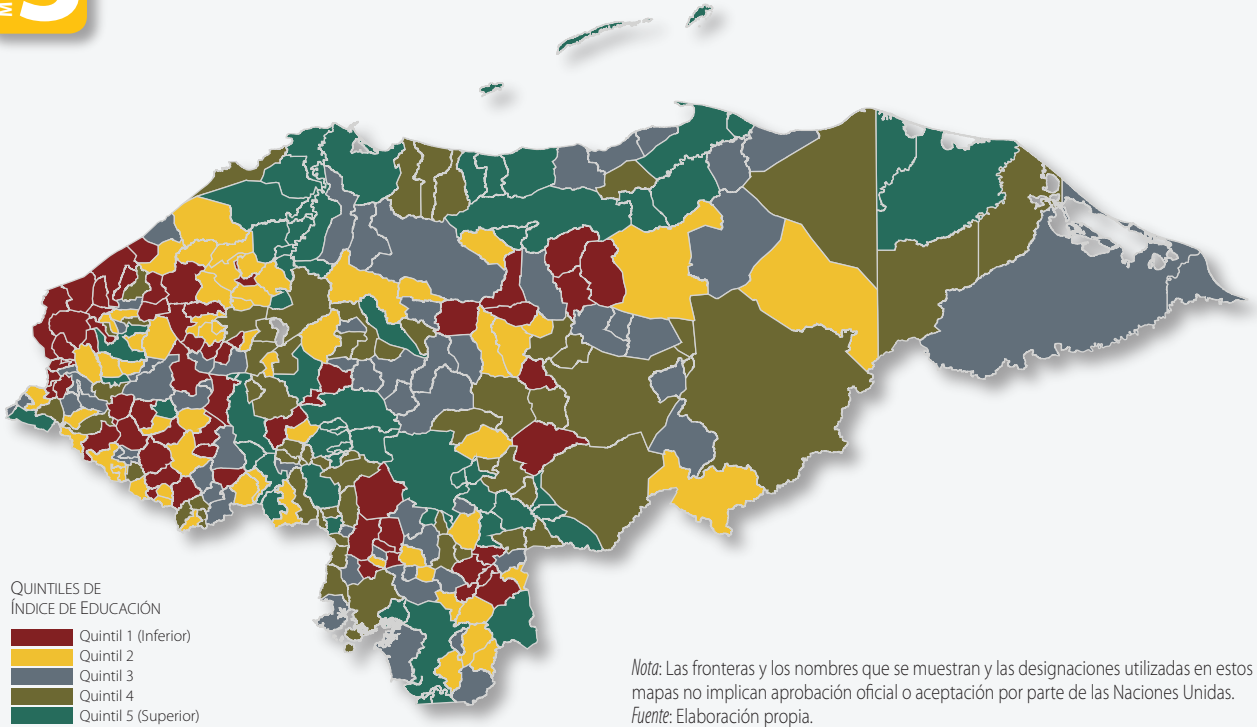 QUINTILES DE
ÍNDICE DE EDUCACIÓN
Quintil 1 (Inferior)
Quintil 2
Quintil 3
Quintil 4
Quintil 5 (Superior)
Nota: Las fronteras y los nombres que se muestran y las designaciones utilizadas en estos
mapas no implican aprobación oficial o aceptación por parte de las Naciones Unidas.
Fuente: Elaboración propia.